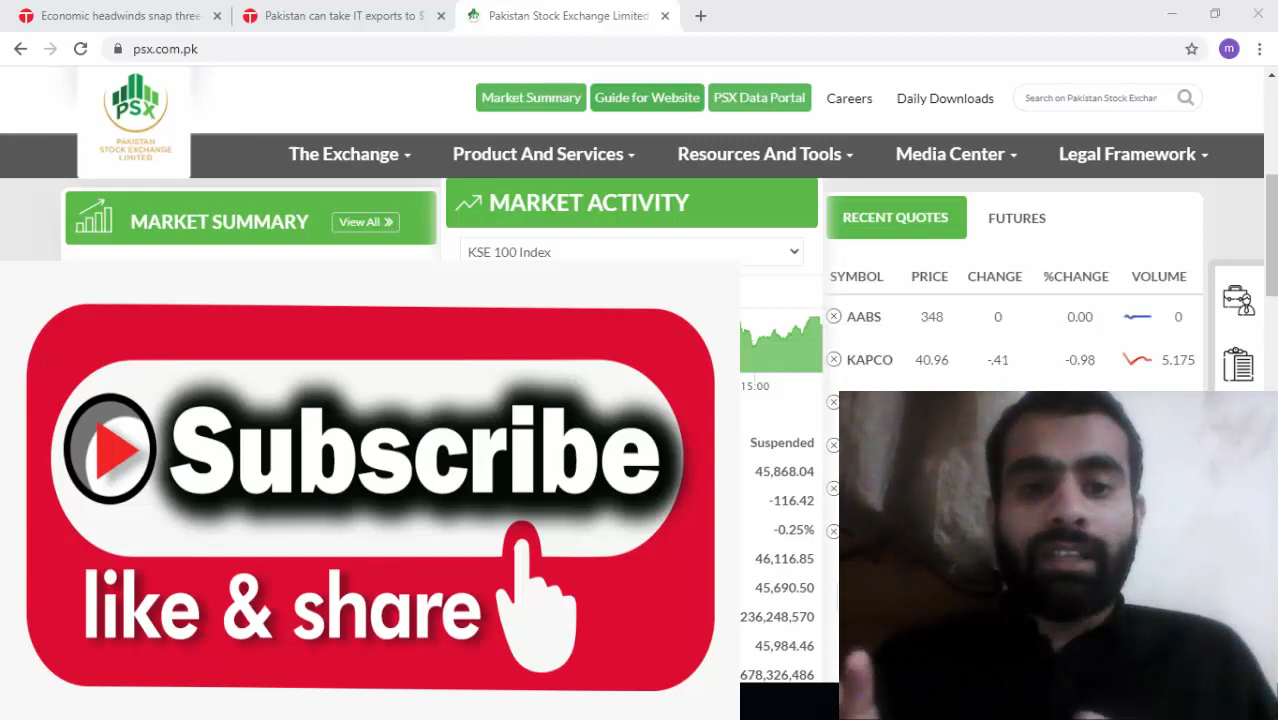 Economic headwinds snap three-
Pakistan can take IT exports to $
Pakistan Stock Exchange Limited
psx.com.pk
m
PSX
PAKISTAN
STOCK EXCHANGE
LIMITED
Market Summary
Guide for Website
PSX Data Portal
Careers
Daily Downloads
Search on Pakistan Stock Exchar
The Exchange
Product And Services
Resources And Tools
Media Center
Legal Framework
MARKET SUMMARY
View All
MARKET ACTIVITY
KSE 100 Index
15:00
Suspended
45,868.04
-116.42
-0.25%
46,116.85
45,690.50
236,248,570
45,984.46
678,326,486
RECENT QUOTES FUTURES
SYMBOL PRICE CHANGE %CHANGE VOLUME
AABS 348 0 0.00 0
KAPCO 40.96 -.41 -0.98 5.175
Subscribe
like & share